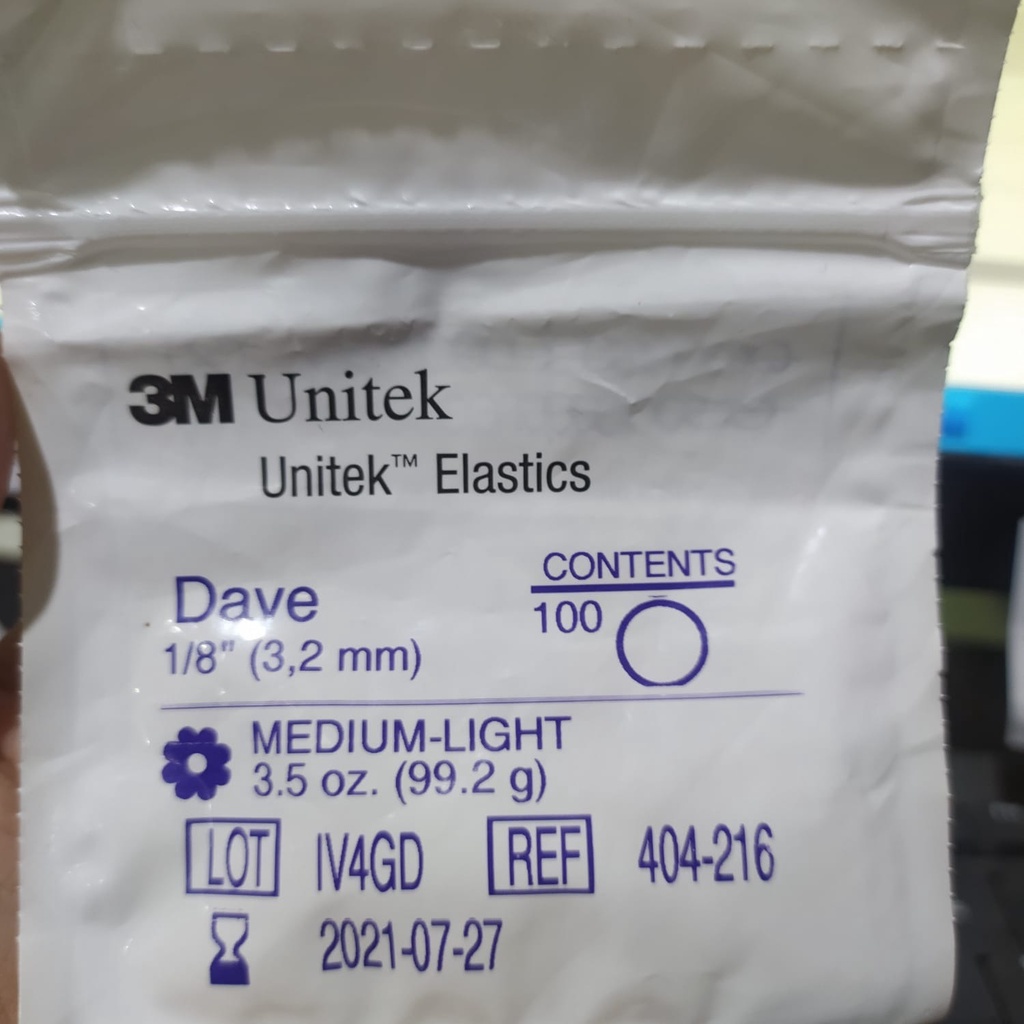 3M Unitek
Unitek™ Elastics
Dave
1/8" (3,2 mm)
CONTENTS
100
MEDIUM-LIGHT
3.5 oz. (99.2 g)
LOT IV4GD REF 404-216
2021-07-27